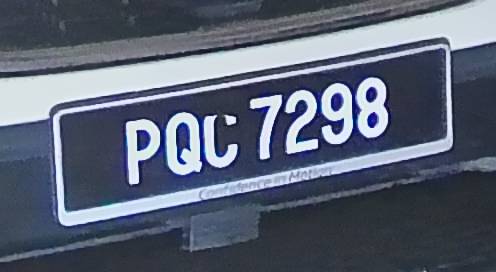 PQC 7298
Confidence in Motion